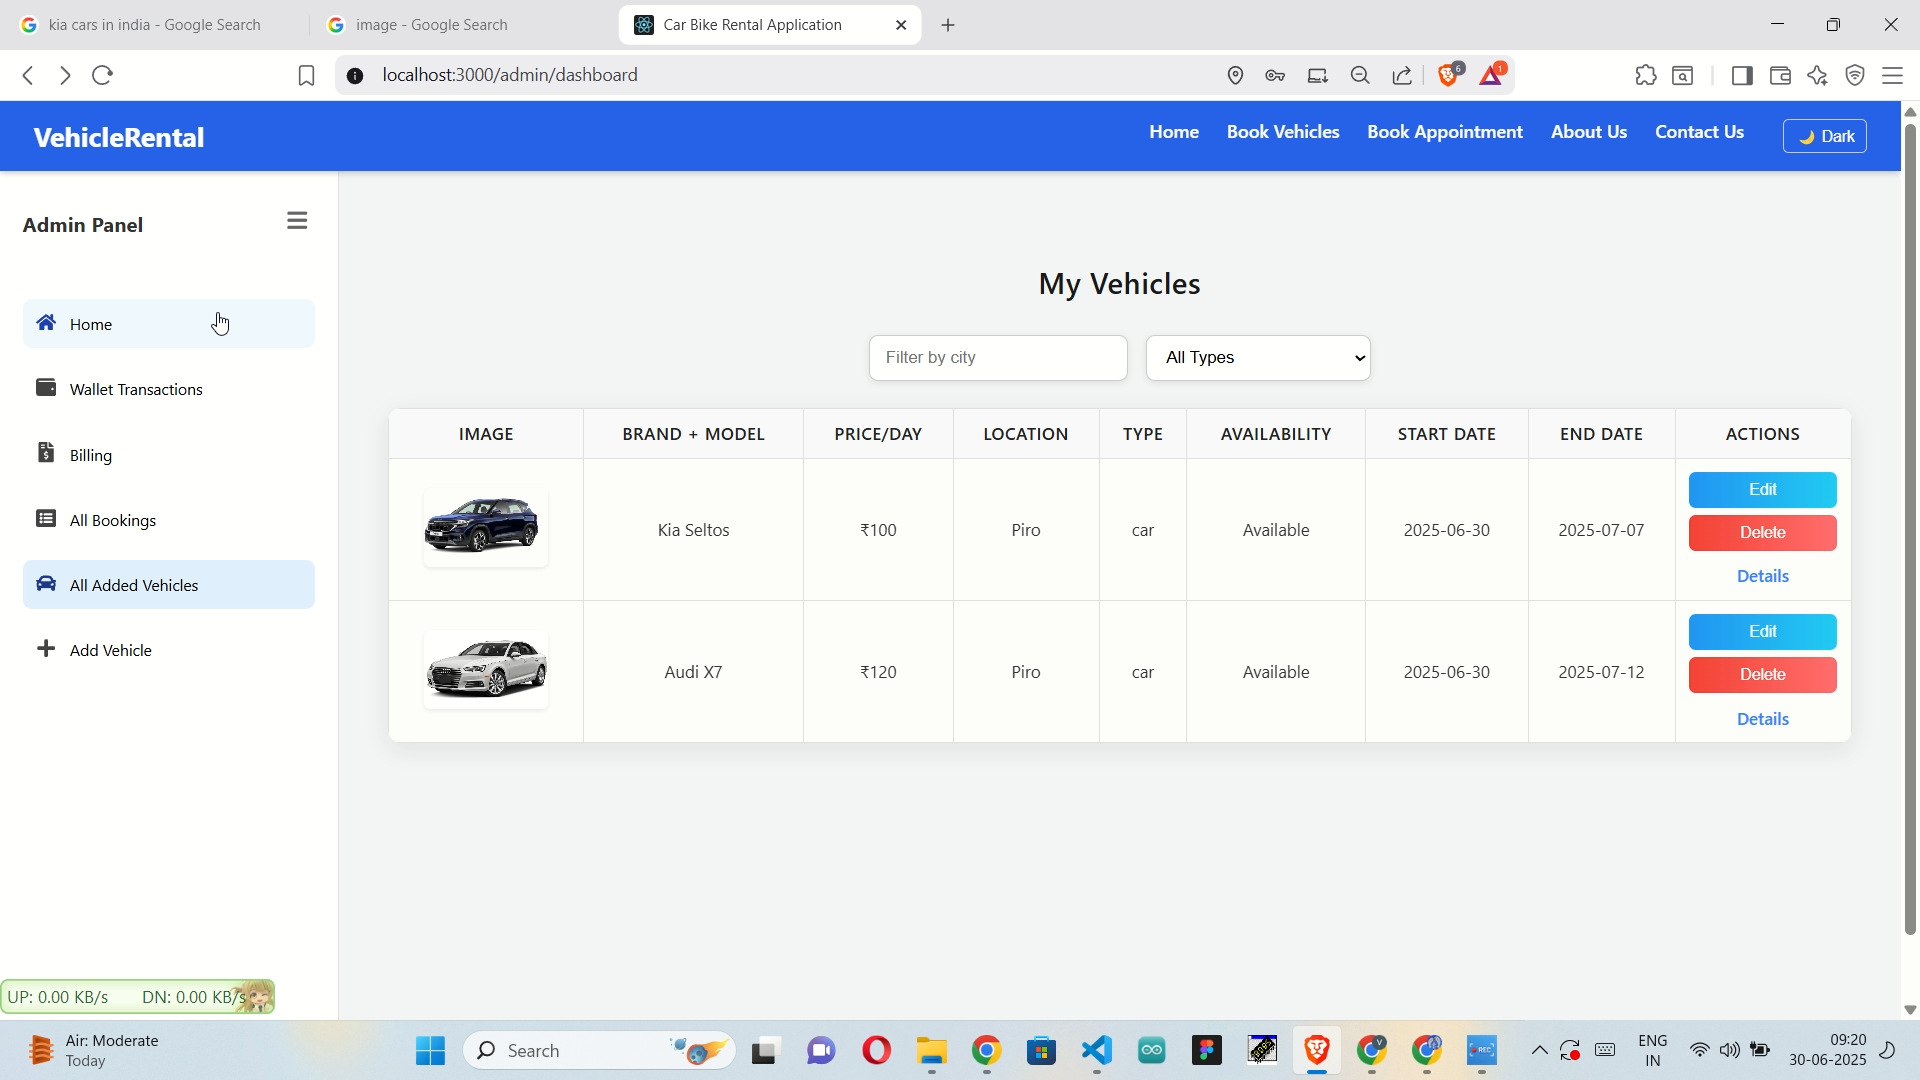 kia cars in india - Google Search
image - Google Search
Car Bike Rental Application
localhost:3000/admin/dashboard
6
1
VehicleRental
Home
Book Vehicles
Book Appointment
About Us
Contact Us
🌙 Dark
Admin Panel
Home
Wallet Transactions
Billing
All Bookings
All Added Vehicles
Add Vehicle
My Vehicles
Filter by city
All Types
IMAGE BRAND + MODEL PRICE/DAY LOCATION TYPE AVAILABILITY START DATE END DATE ACTIONS
Edit
Kia Seltos ₹100 Piro car Available 2025-06-30 2025-07-07 Delete
Details
Edit
Audi X7 ₹120 Piro car Available 2025-06-30 2025-07-12 Delete
Details
UP: 0.00 KB/s DN: 0.00 KB/s
Air: Moderate
Today
Search
V
REC
ENG
IN
09:20
30-06-2025